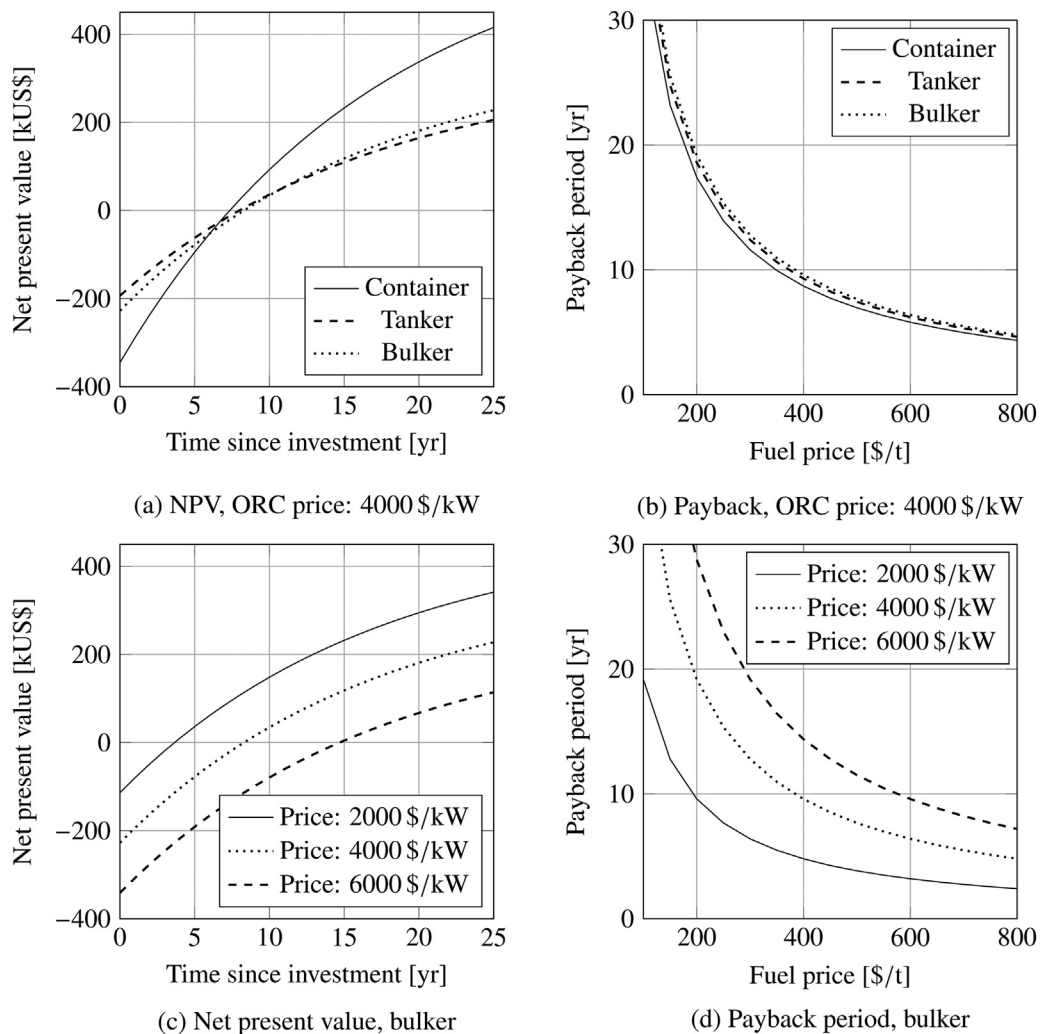 400
200
0
−200
−400
0
5
10
15
20
25
Net present value [kUS$]
Time since investment [yr]
Container
Tanker
Bulker
(a) NPV, ORC price: 4000 $/kW
30
20
10
0
200
400
600
800
Payback period [yr]
Fuel price [$/t]
Container
Tanker
Bulker
(b) Payback, ORC price: 4000 $/kW
400
200
0
−200
−400
0
5
10
15
20
25
Net present value [kUS$]
Time since investment [yr]
Price: 2000 $/kW
Price: 4000 $/kW
Price: 6000 $/kW
(c) Net present value, bulker
30
20
10
0
200
400
600
800
Payback period [yr]
Fuel price [$/t]
Price: 2000 $/kW
Price: 4000 $/kW
Price: 6000 $/kW
(d) Payback period, bulker